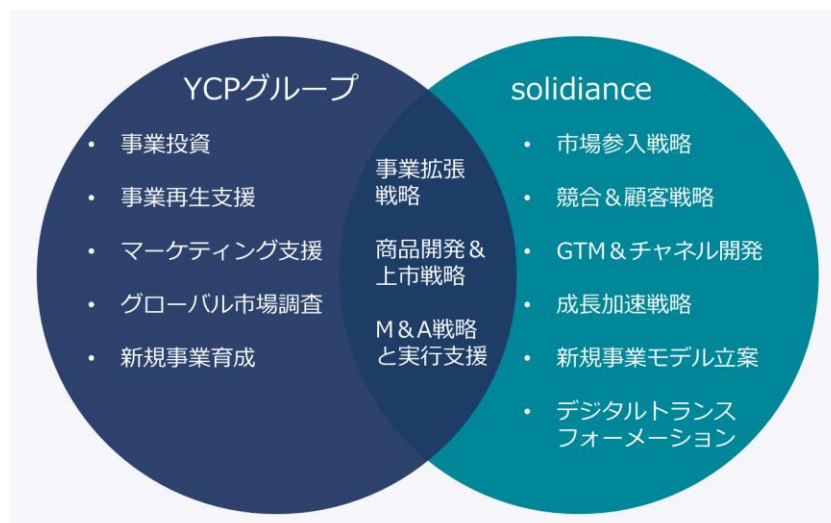 YCPグループ
• 事業投資
• 事業再生支援
• マーケティング支援
• グローバル市場調査
• 新規事業育成
事業拡張
戦略
商品開発&
上市戦略
M&A戦略
と実行支援
solidiance
• 市場参入戦略
• 競合&顧客戦略
• GTM&チャネル開発
• 成長加速戦略
• 新規事業モデル立案
• デジタルトランス
フォーメーション